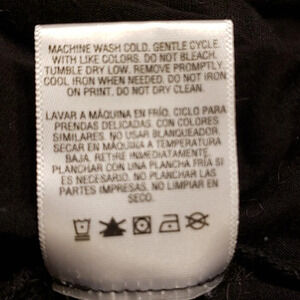 MACHINE WASH COLD. GENTLE CYCLE.
WITH LIKE COLORS. DO NOT BLEACH.
TUMBLE DRY LOW. REMOVE PROMPTLY.
COOL IRON WHEN NEEDED. DO NOT IRON
ON PRINT. DO NOT DRY CLEAN.
LAVAR A MÁQUINA EN FRÍO. CICLO PARA
PRENDAS DELICADAS. CON COLORES
SIMILARES. NO USAR BLANQUEADOR.
SECAR EN MÁQUINA A TEMPERATURA
BAJA. RETIRE INMEDIATAMENTE.
PLANCHAR CON UNA PLANCHA FRÍA SI
ES NECESARIO. NO PLANCHAR LAS
PARTES IMPRESAS. NO LIMPIAR EN
SECO.